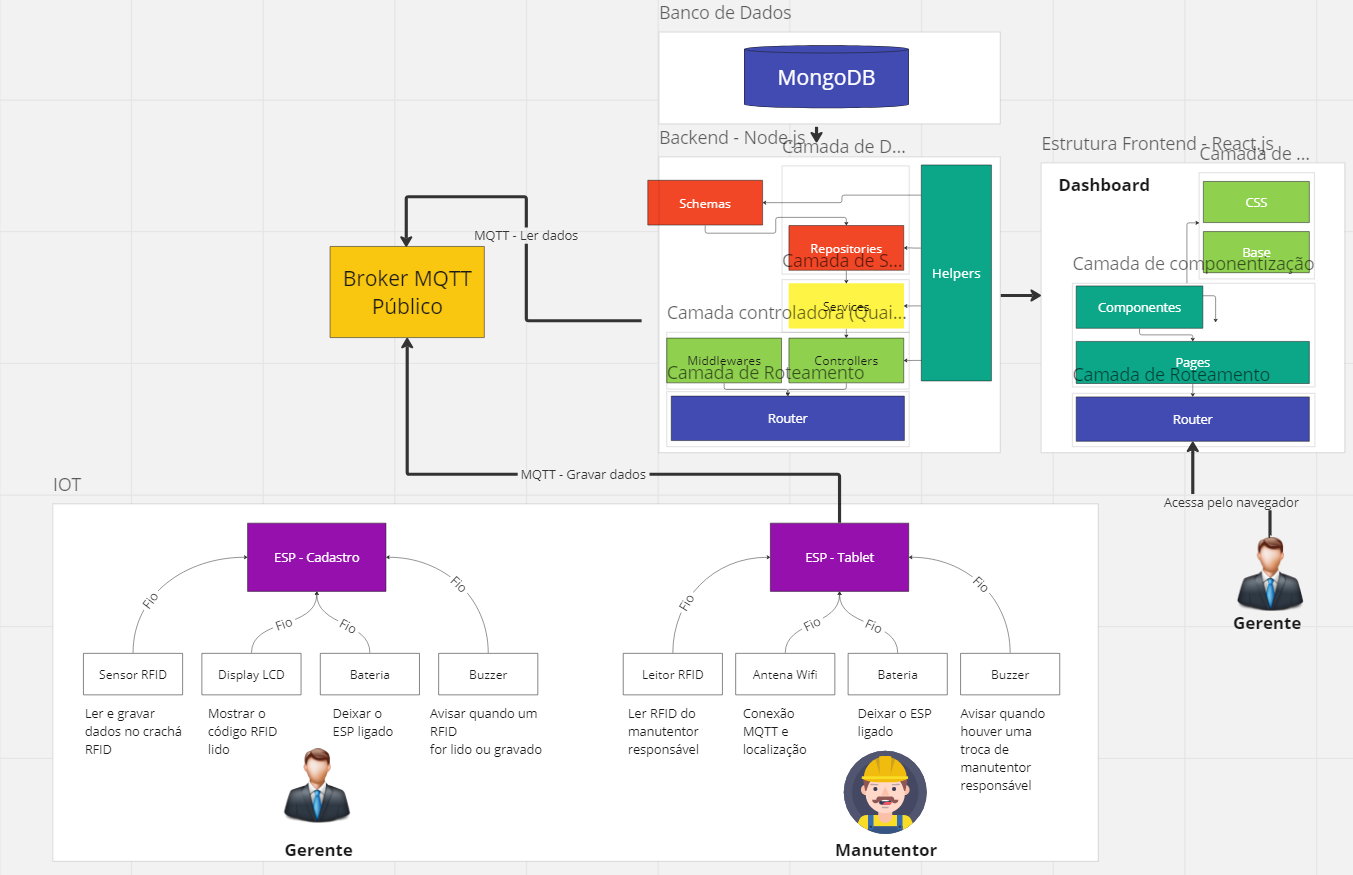 Banco de Dados
MongoDB
Backend - Node.js
Camada de D...
Schemas
Repositories
Camada de S...
Helpers
Services
Camada controladora (Quai...
Middlewares
Controllers
Camada de Roteamento
Router
Estrutura Frontend - React.js
Camada de ...
Dashboard
CSS
Base
Camada de componentização
Componentes
Pages
Camada de Roteamento
Router
Acessa pelo navegador
Gerente
MQTT - Ler dados
Broker MQTT
Público
MQTT - Gravar dados
IOT
ESP - Cadastro
Fio
Fio
Fio
Fio
Sensor RFID
Display LCD
Bateria
Buzzer
Ler e gravar
dados no crachá
RFID
Mostrar o
código RFID
lido
Deixar o
ESP ligado
Avisar quando um
RFID
for lido ou gravado
Gerente
ESP - Tablet
Fio
Fio
Fio
Fio
Leitor RFID
Antena Wifi
Bateria
Buzzer
Ler RFID do
manutentor
responsável
Conexão
MQTT e
localização
Deixar o ESP
ligado
Avisar quando
houver uma
troca de
manutentor
responsável
Manutentor